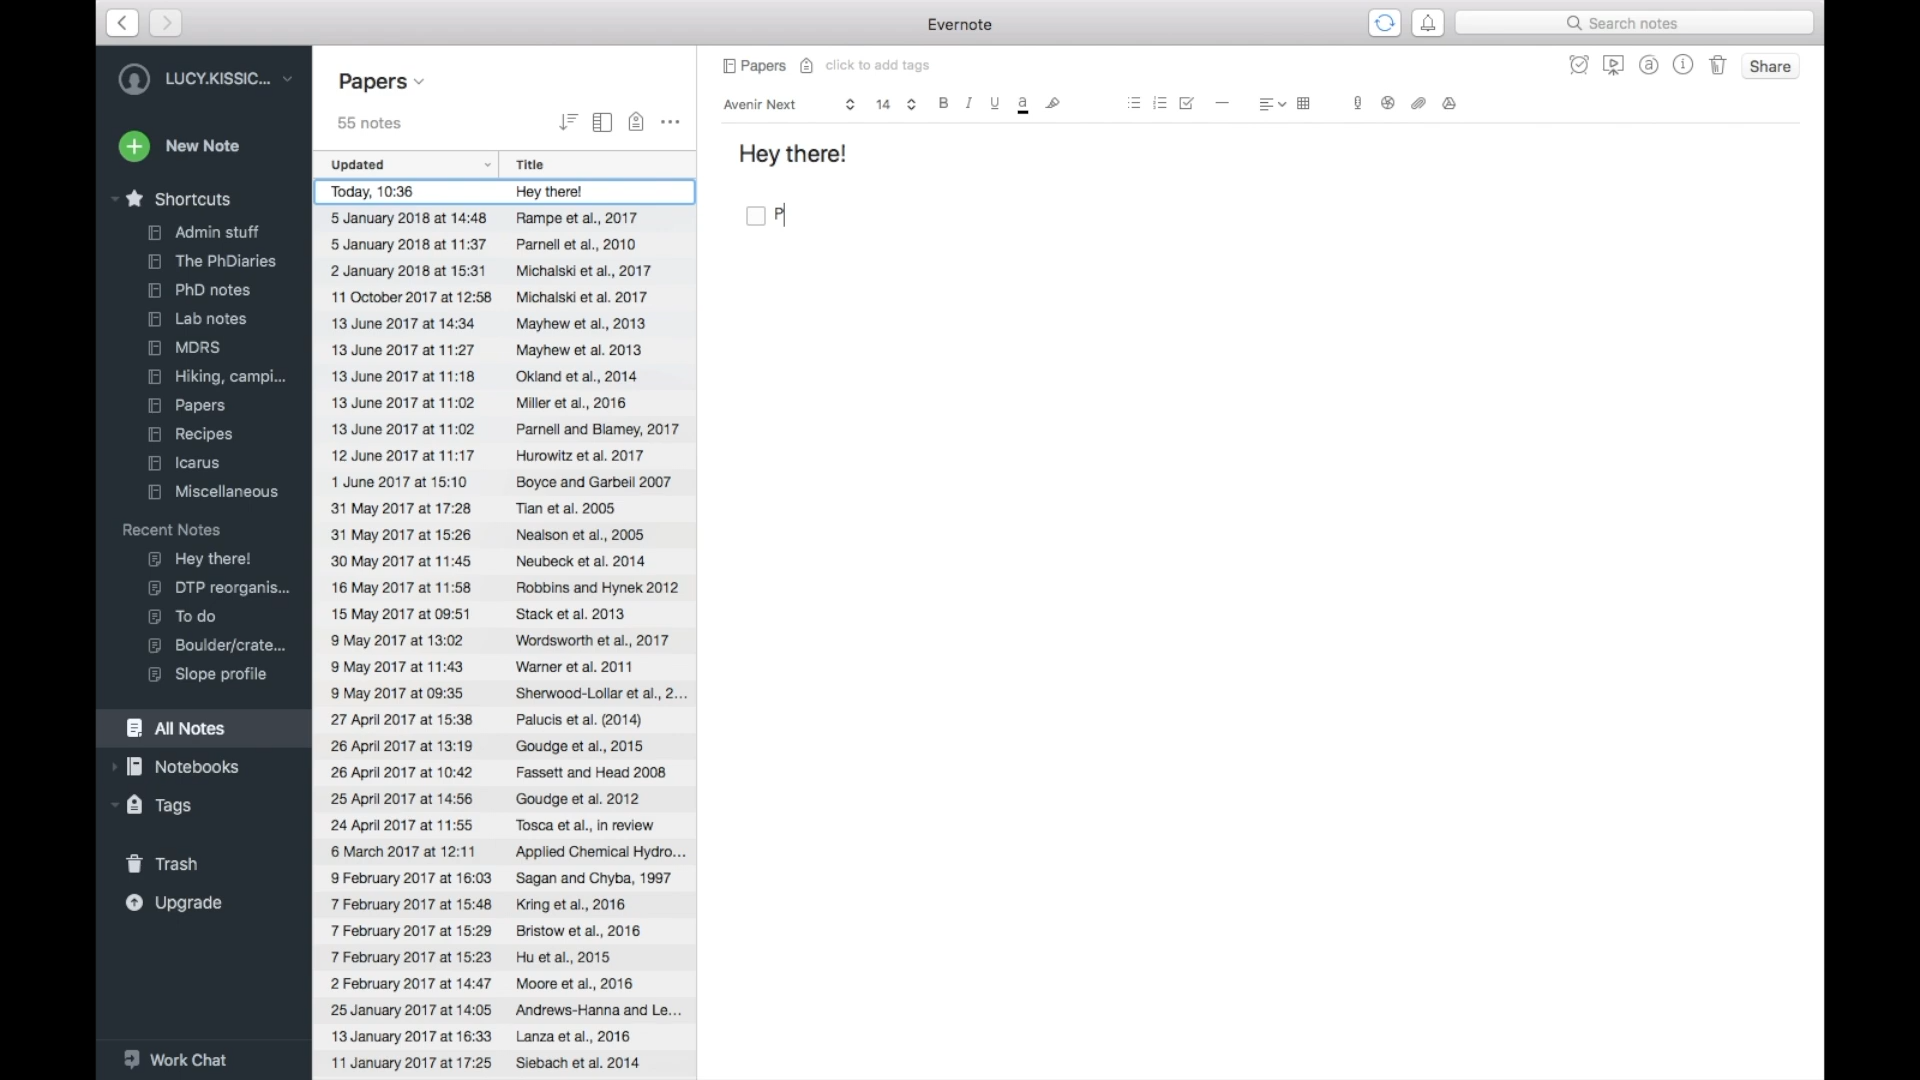 Evernote
Search notes
LUCY.KISSIC...
New Note
Shortcuts
Admin stuff
The PhDiaries
PhD notes
Lab notes
MDRS
Hiking, campi...
Papers
Recipes
Icarus
Miscellaneous
Recent Notes
Hey there!
DTP reorganis...
To do
Boulder/crate...
Slope profile
All Notes
Notebooks
Tags
Trash
Upgrade
Work Chat
Papers
55 notes
Updated Title
Today, 10:36 Hey there!
5 January 2018 at 14:48 Rampe et al., 2017
5 January 2018 at 11:37 Parnell et al., 2010
2 January 2018 at 15:31 Michalski et al., 2017
11 October 2017 at 12:58 Michalski et al. 2017
13 June 2017 at 14:34 Mayhew et al., 2013
13 June 2017 at 11:27 Mayhew et al. 2013
13 June 2017 at 11:18 Okland et al., 2014
13 June 2017 at 11:02 Miller et al., 2016
13 June 2017 at 11:02 Parnell and Blamey, 2017
12 June 2017 at 11:17 Hurowitz et al. 2017
1 June 2017 at 15:10 Boyce and Garbeil 2007
31 May 2017 at 17:28 Tian et al. 2005
31 May 2017 at 15:26 Nealson et al., 2005
30 May 2017 at 11:45 Neubeck et al. 2014
16 May 2017 at 11:58 Robbins and Hynek 2012
15 May 2017 at 09:51 Stack et al. 2013
9 May 2017 at 13:02 Wordsworth et al., 2017
9 May 2017 at 11:43 Warner et al. 2011
9 May 2017 at 09:35 Sherwood-Lollar et al., 2...
27 April 2017 at 15:38 Palucis et al. (2014)
26 April 2017 at 13:19 Goudge et al., 2015
26 April 2017 at 10:42 Fassett and Head 2008
25 April 2017 at 14:56 Goudge et al. 2012
24 April 2017 at 11:55 Tosca et al., in review
6 March 2017 at 12:11 Applied Chemical Hydro...
9 February 2017 at 16:03 Sagan and Chyba, 1997
7 February 2017 at 15:48 Kring et al., 2016
7 February 2017 at 15:29 Bristow et al., 2016
7 February 2017 at 15:23 Hu et al., 2015
2 February 2017 at 14:47 Moore et al., 2016
25 January 2017 at 14:05 Andrews-Hanna and Le...
13 January 2017 at 16:33 Lanza et al., 2016
11 January 2017 at 17:25 Siebach et al. 2014
Papers click to add tags
Share
Avenir Next 14 B I U a
Hey there!
P